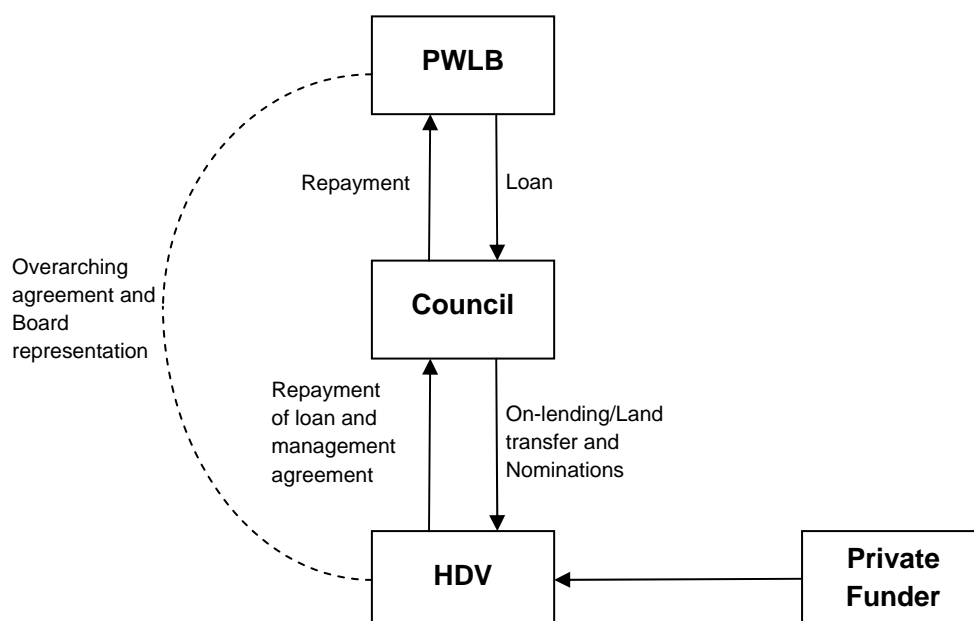 PWLB
Repayment
Loan
Overarching
agreement and
Board
representation
Council
Repayment
of loan and
management
agreement
On-lending/Land
transfer and
Nominations
HDV
Private
Funder